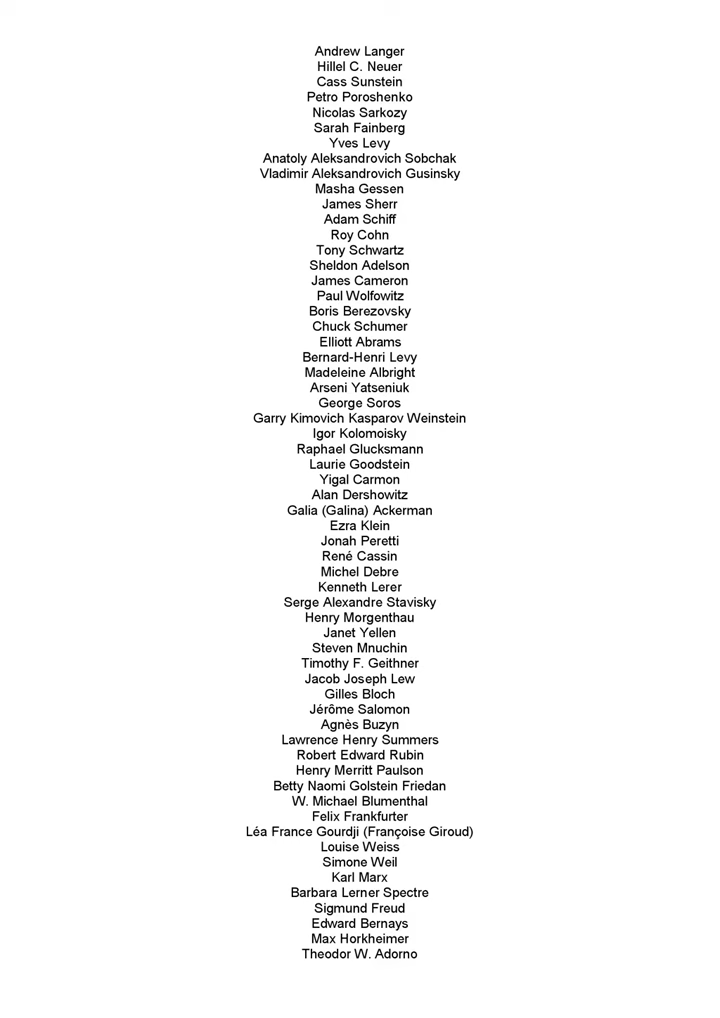 Andrew Langer
Hillel C. Neuer
Cass Sunstein
Petro Poroshenko
Nicolas Sarkozy
Sarah Fainberg
Yves Levy
Anatoly Aleksandrovich Sobchak
Vladimir Aleksandrovich Gusinsky
Masha Gessen
James Sherr
Adam Schiff
Roy Cohn
Tony Schwartz
Sheldon Adelson
James Cameron
Paul Wolfowitz
Boris Berezovsky
Chuck Schumer
Elliott Abrams
Bernard-Henri Levy
Madeleine Albright
Arseni Yatseniuk
George Soros
Garry Kimovich Kasparov Weinstein
Igor Kolomoisky
Raphael Glucksmann
Laurie Goodstein
Yigal Carmon
Alan Dershowitz
Galia (Galina) Ackerman
Ezra Klein
Jonah Peretti
René Cassin
Michel Debre
Kenneth Lerer
Serge Alexandre Stavisky
Henry Morgenthau
Janet Yellen
Steven Mnuchin
Timothy F. Geithner
Jacob Joseph Lew
Gilles Bloch
Jérôme Salomon
Agnès Buzyn
Lawrence Henry Summers
Robert Edward Rubin
Henry Merritt Paulson
Betty Naomi Golstein Friedan
W. Michael Blumenthal
Felix Frankfurter
Léa France Gourdji (Françoise Giroud)
Louise Weiss
Simone Weil
Karl Marx
Barbara Lerner Spectre
Sigmund Freud
Edward Bernays
Max Horkheimer
Theodor W. Adorno